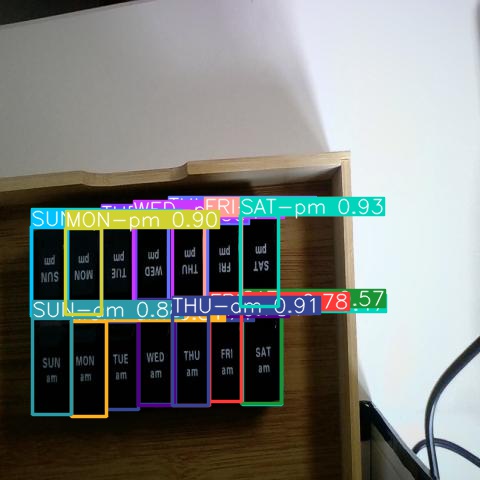 SUN MON-pm 0.90 WED FRI SAT-pm 0.93
SUN pm MON pm TUE pm WED pm THU pm FRI pm SAT pm
SUN-am 0.8 THU-am 0.91 78 .57
SUN MON TUE WED THU FRI SAT
am am am am am am am